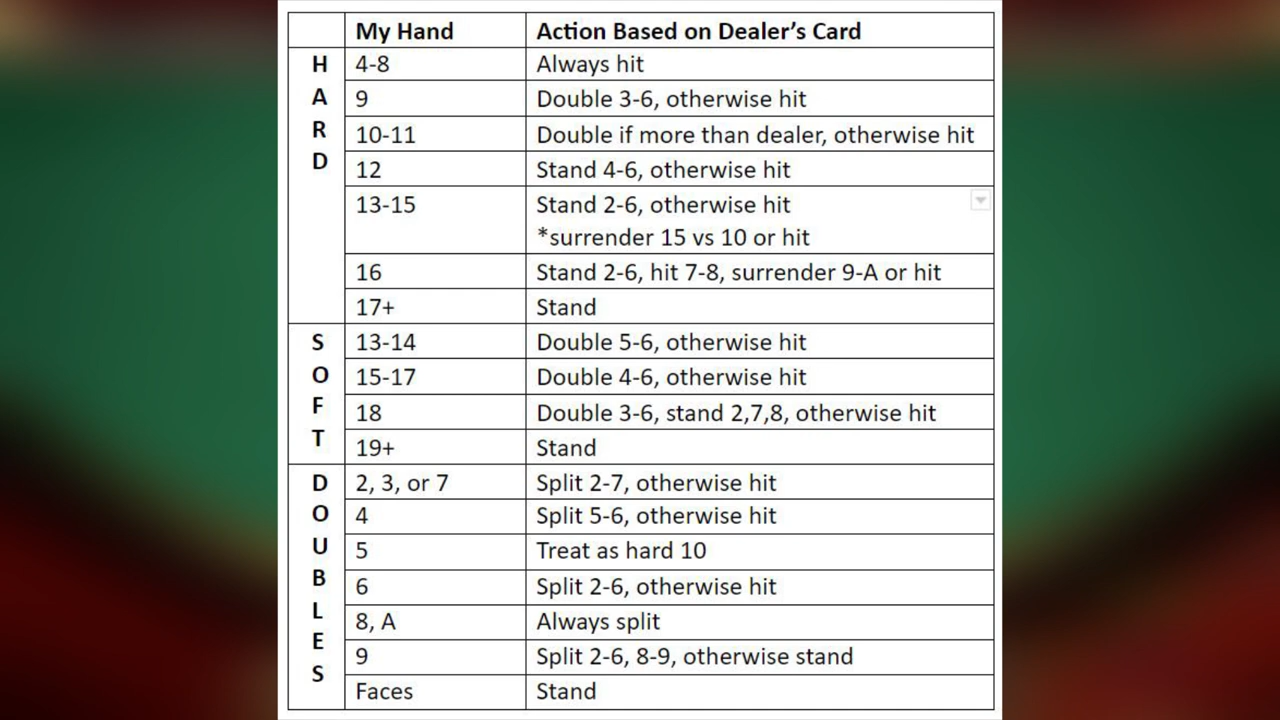 My Hand Action Based on Dealer's Card
HARD
4-8 Always hit
9 Double 3-6, otherwise hit
10-11 Double if more than dealer, otherwise hit
12 Stand 4-6, otherwise hit
13-15 Stand 2-6, otherwise hit
*surrender 15 vs 10 or hit
16 Stand 2-6, hit 7-8, surrender 9-A or hit
17+ Stand
SOFT
13-14 Double 5-6, otherwise hit
15-17 Double 4-6, otherwise hit
18 Double 3-6, stand 2,7,8, otherwise hit
19+ Stand
DOUBLES
2, 3, or 7 Split 2-7, otherwise hit
4 Split 5-6, otherwise hit
5 Treat as hard 10
6 Split 2-6, otherwise hit
8, A Always split
9 Split 2-6, 8-9, otherwise stand
Faces Stand